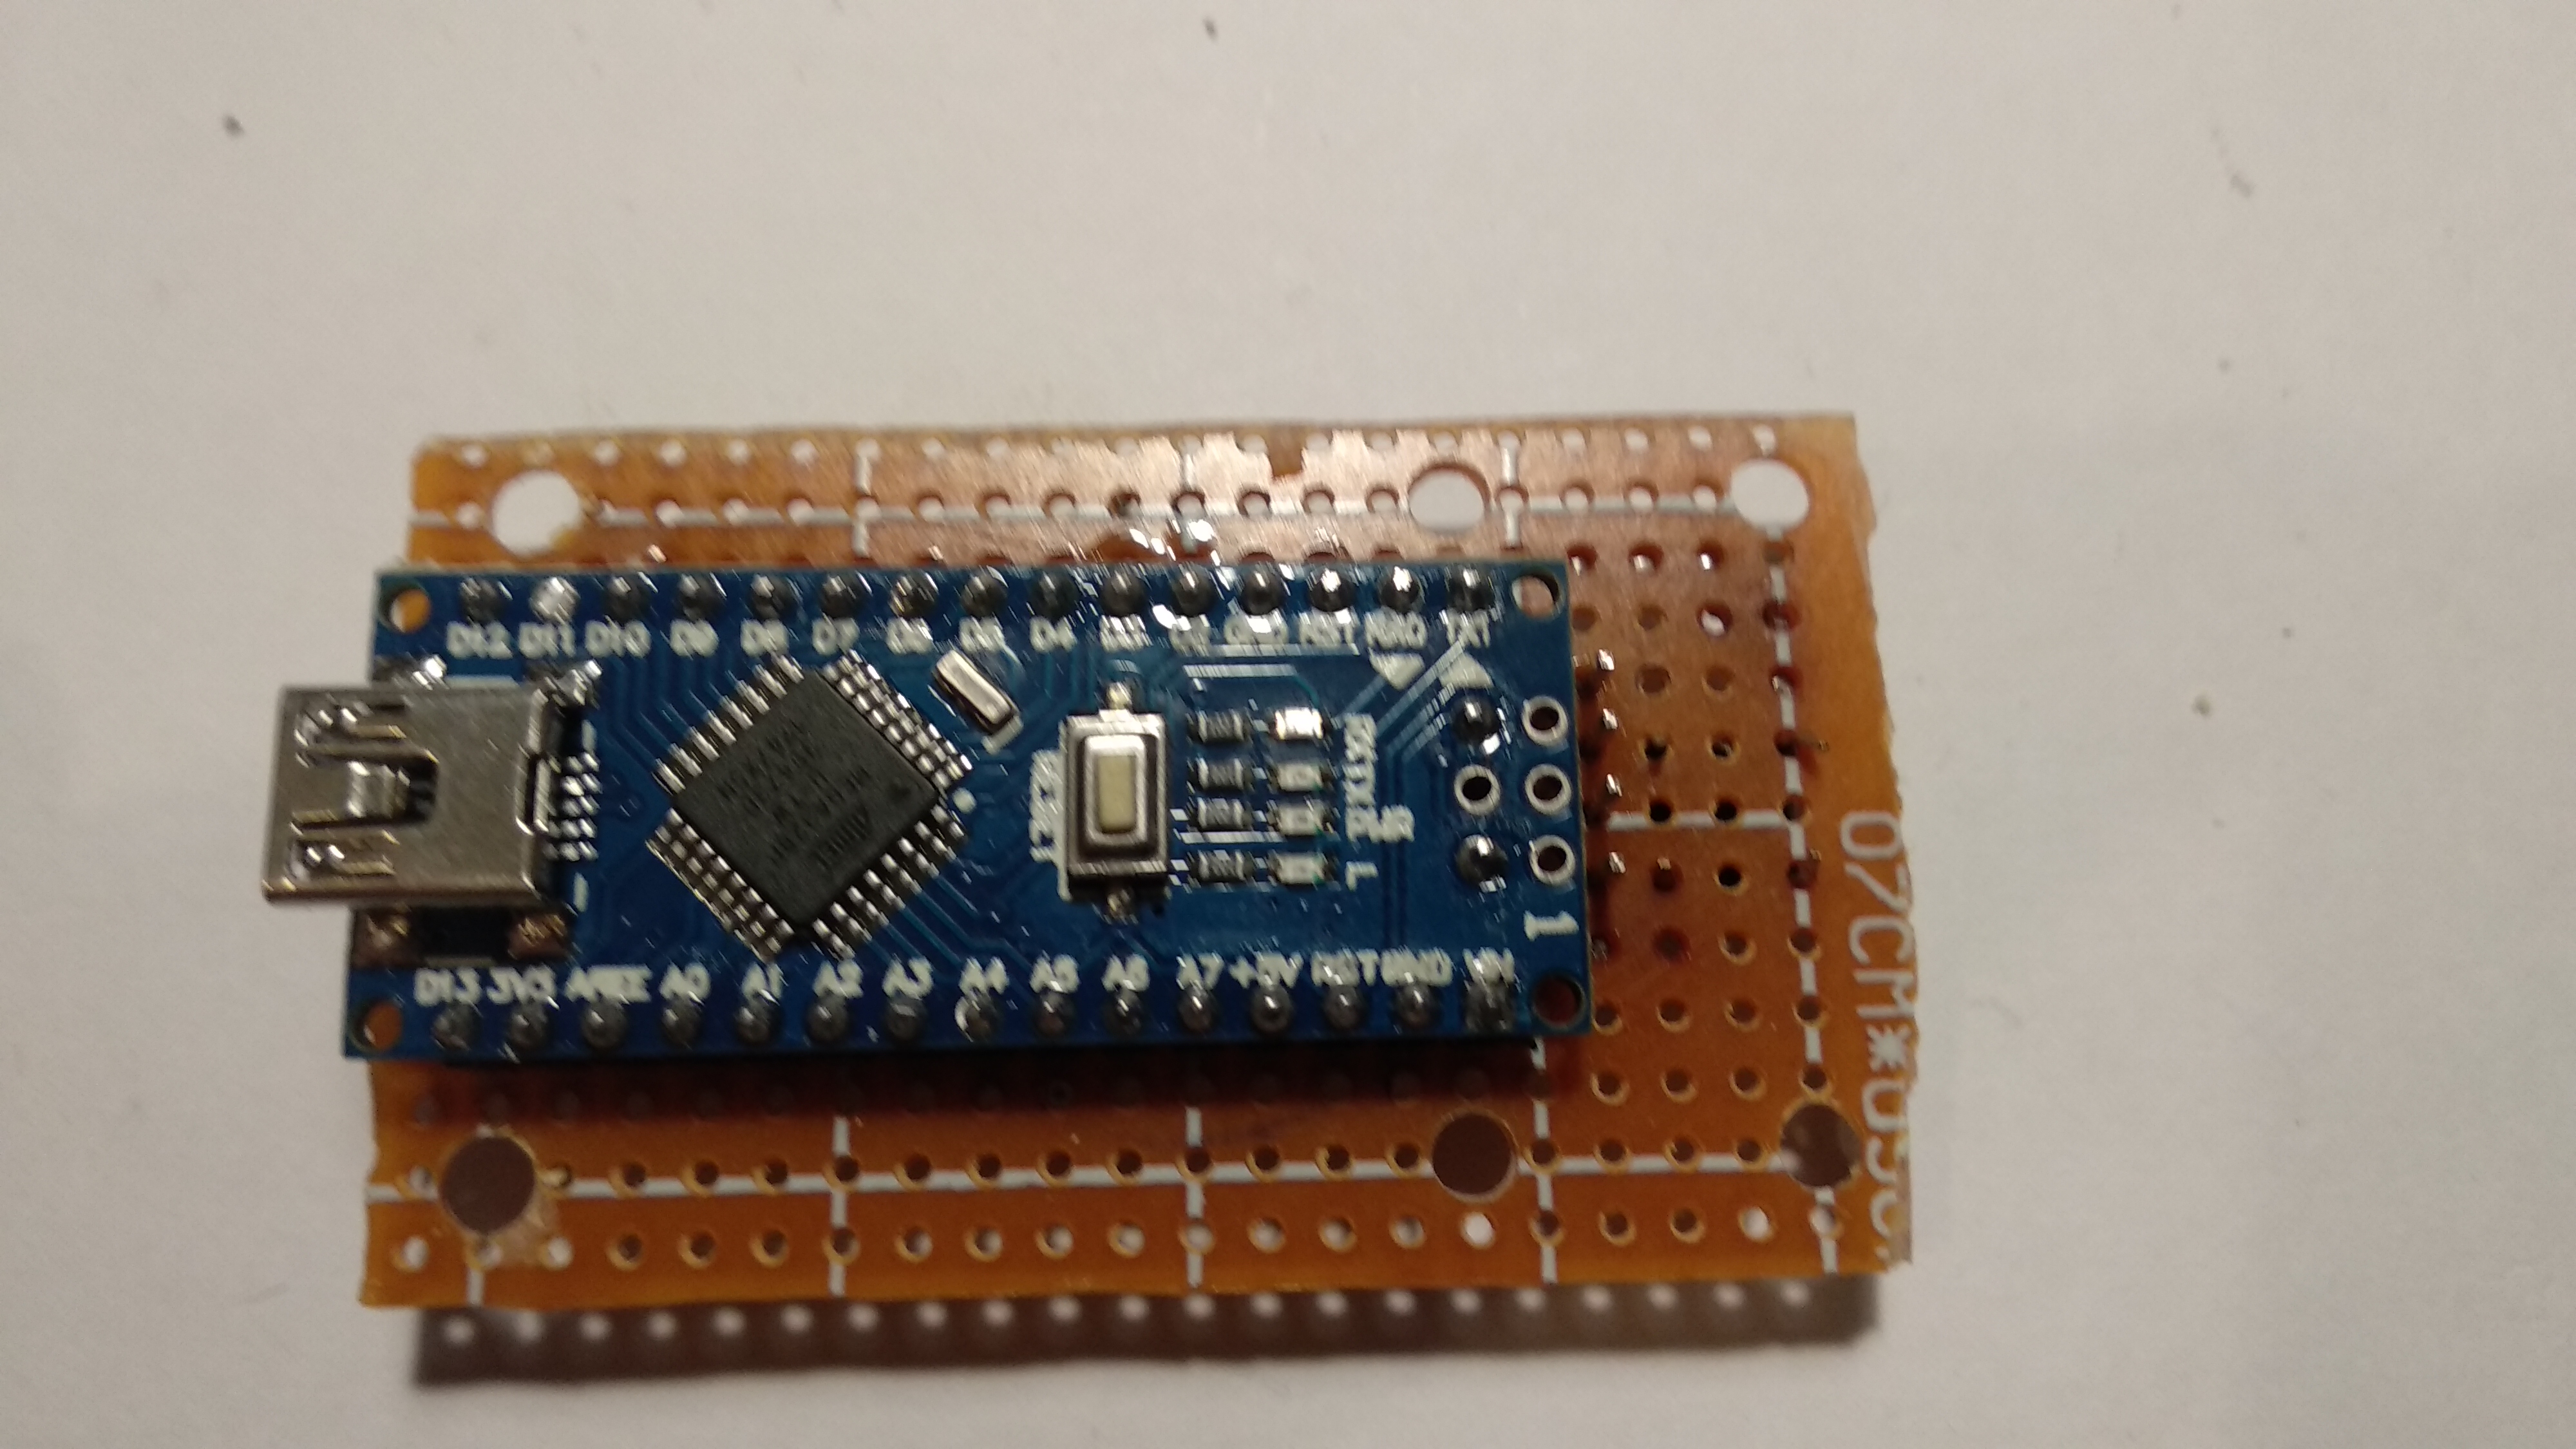 D12 D11 D10 D9 D8 D7 D6 D5 D4 D3 D2 GND RST RX0 TX1
PWR
L
1
D13 3V3 AREF A0 A1 A2 A3 A4 A5 A6 A7 +5V RST GND VIN
07CM*